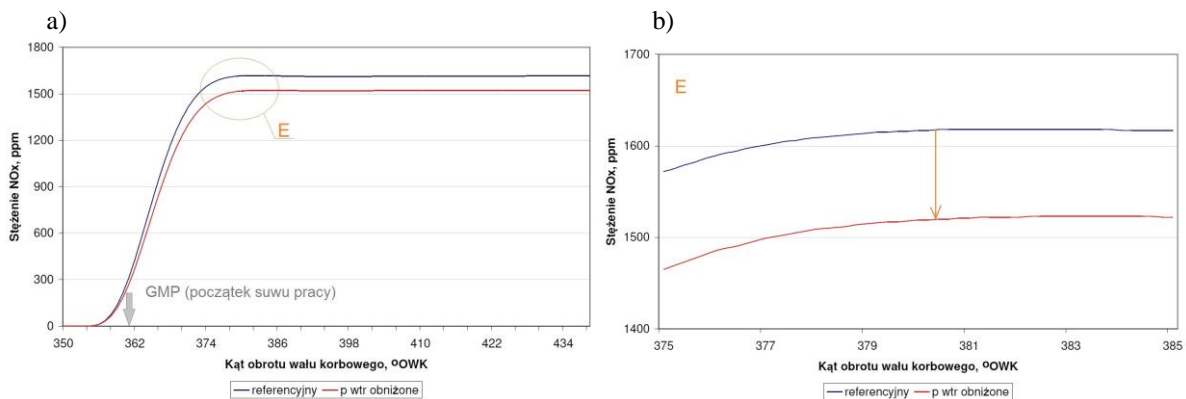 a)
1800
1500
1200
900
600
300
0
Stężenie NOx, ppm
E
GMP (początek suwu pracy)
350 362 374 386 398 410 422 434
Kąt obrotu wału korbowego, ºOWK
referencyjny p wtr obniżone
b)
1700
1600
1500
1400
Stężenie NOx, ppm
E
375 377 379 381 383 385
Kąt obrotu wału korbowego, ºOWK
referencyjny p wtr obniżone